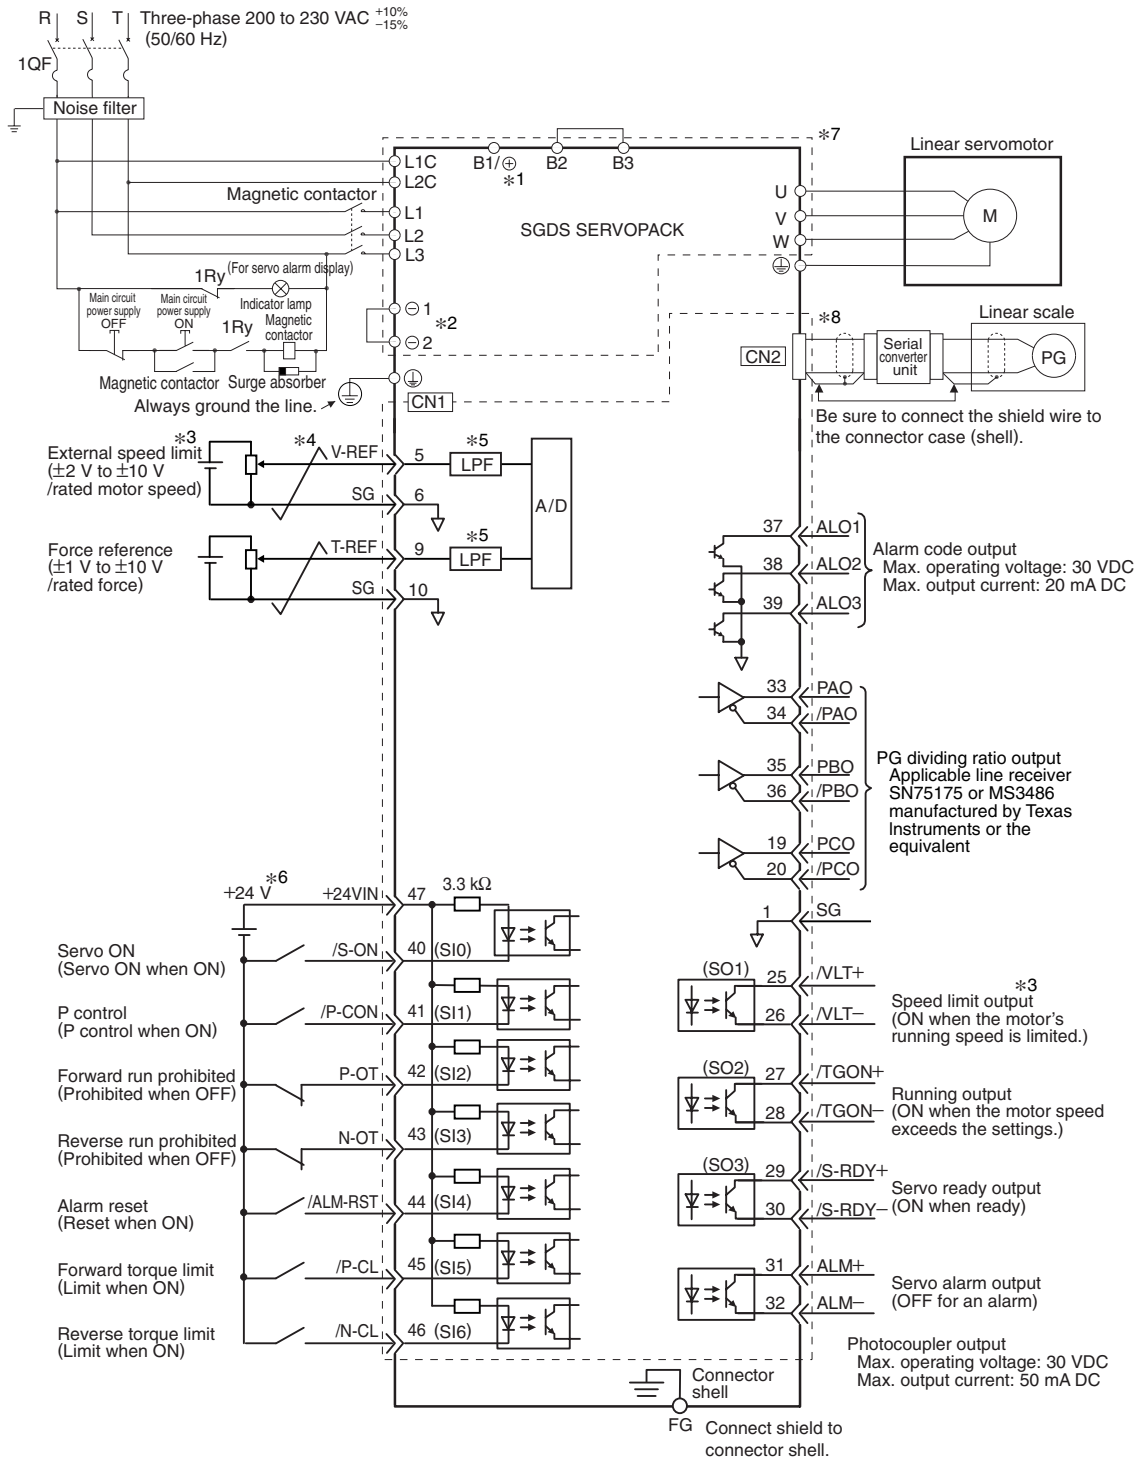 R S T Three-phase 200 to 230 VAC +10% −15%
(50/60 Hz)
1QF
Noise filter
L1C
L2C
Magnetic contactor
L1
L2
L3
B1/⊕
*1
B2
B3
*7
SGDS SERVOPACK
U
V
W
Linear servomotor
M
1Ry
(For servo alarm display)
Indicator lamp
Main circuit
power supply
OFF
Main circuit
power supply
ON
1Ry
Magnetic
contactor
Magnetic contactor
Surge absorber
Always ground the line.
⊖ 1
*2
⊖ 2
CN1
*8
CN2
Serial
converter
unit
Linear scale
PG
Be sure to connect the shield wire to
the connector case (shell).
*3
External speed limit
(±2 V to ±10 V
/rated motor speed)
*4
V-REF
5
*5
LPF
SG
6
A/D
Force reference
(±1 V to ±10 V
/rated force)
T-REF
9
*5
LPF
SG
10
37 ALO1
38 ALO2
39 ALO3
Alarm code output
Max. operating voltage: 30 VDC
Max. output current: 20 mA DC
33 PAO
34 /PAO
35 PBO
36 /PBO
19 PCO
20 /PCO
PG dividing ratio output
Applicable line receiver
SN75175 or MS3486
manufactured by Texas
Instruments or the
equivalent
1 SG
+24 V
*6
+24VIN 47 3.3 kΩ
Servo ON
(Servo ON when ON)
/S-ON 40 (SI0)
P control
(P control when ON)
/P-CON 41 (SI1)
Forward run prohibited
(Prohibited when OFF)
P-OT 42 (SI2)
Reverse run prohibited
(Prohibited when OFF)
N-OT 43 (SI3)
Alarm reset
(Reset when ON)
/ALM-RST 44 (SI4)
Forward torque limit
(Limit when ON)
/P-CL 45 (SI5)
Reverse torque limit
(Limit when ON)
/N-CL 46 (SI6)
(SO1) 25 /VLT+
26 /VLT−
*3
Speed limit output
(ON when the motor's
running speed is limited.)
(SO2) 27 /TGON+
28 /TGON−
Running output
(ON when the motor speed
exceeds the settings.)
(SO3) 29 /S-RDY+
30 /S-RDY−
Servo ready output
(ON when ready)
31 ALM+
32 ALM−
Servo alarm output
(OFF for an alarm)
Photocoupler output
Max. operating voltage: 30 VDC
Max. output current: 50 mA DC
Connector
shell
FG
Connect shield to
connector shell.